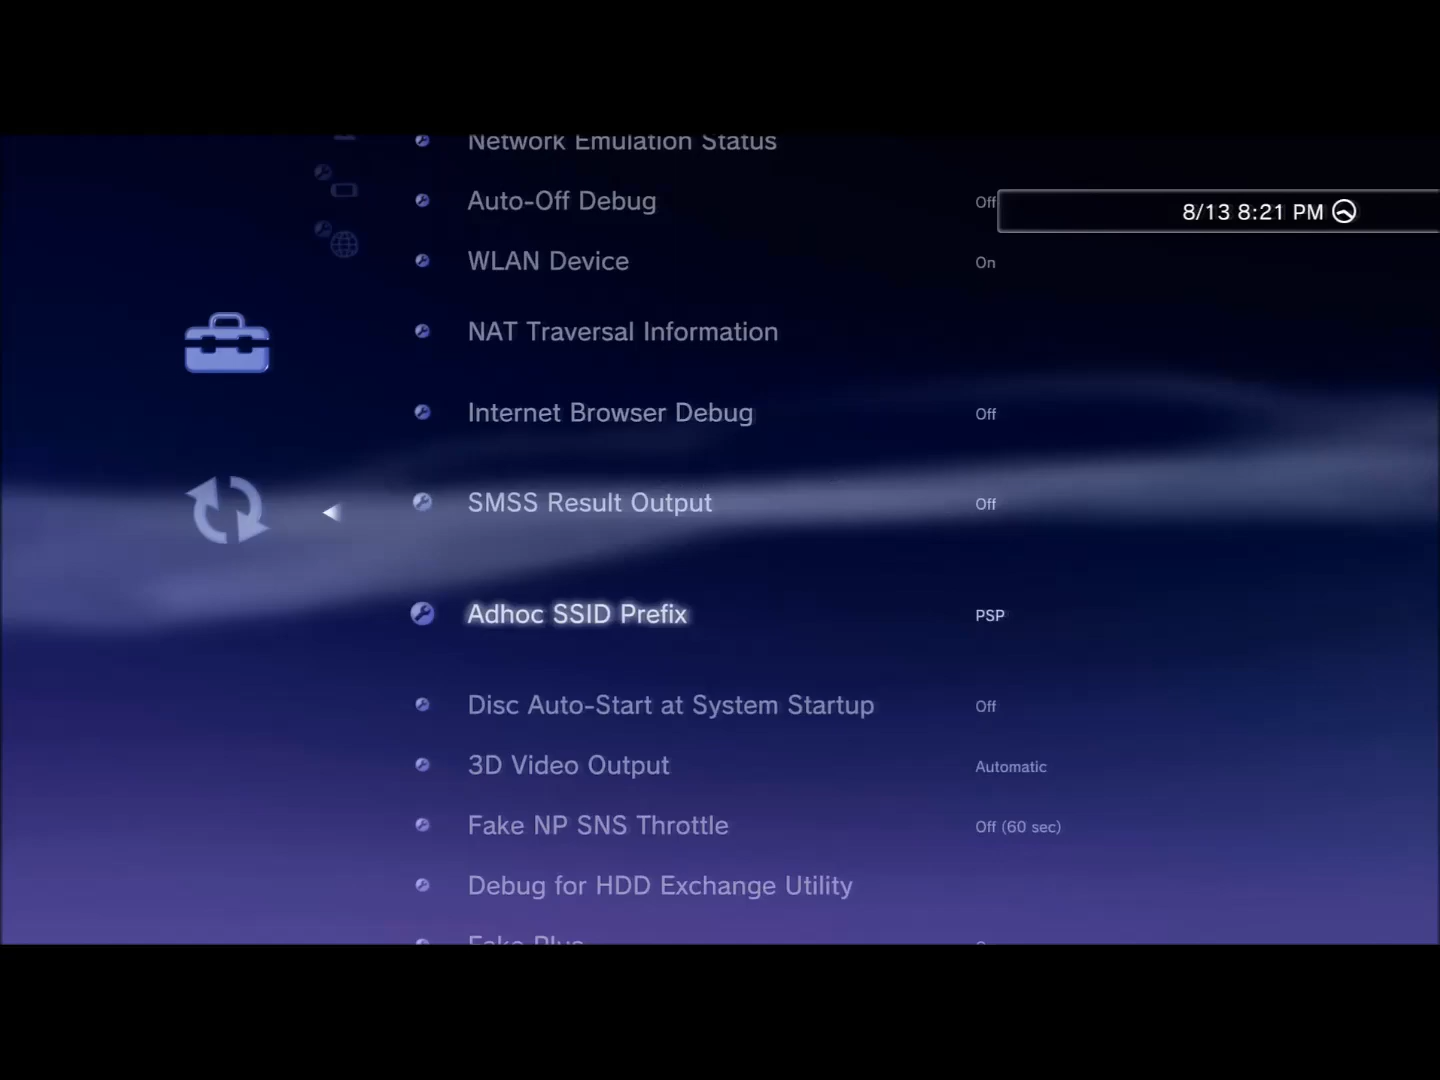 Network Emulation Status
Auto-Off Debug Off
8/13 8:21 PM
WLAN Device On
NAT Traversal Information
Internet Browser Debug Off
SMSS Result Output Off
Adhoc SSID Prefix PSP
Disc Auto-Start at System Startup Off
3D Video Output Automatic
Fake NP SNS Throttle Off (60 sec)
Debug for HDD Exchange Utility
Fake Plus